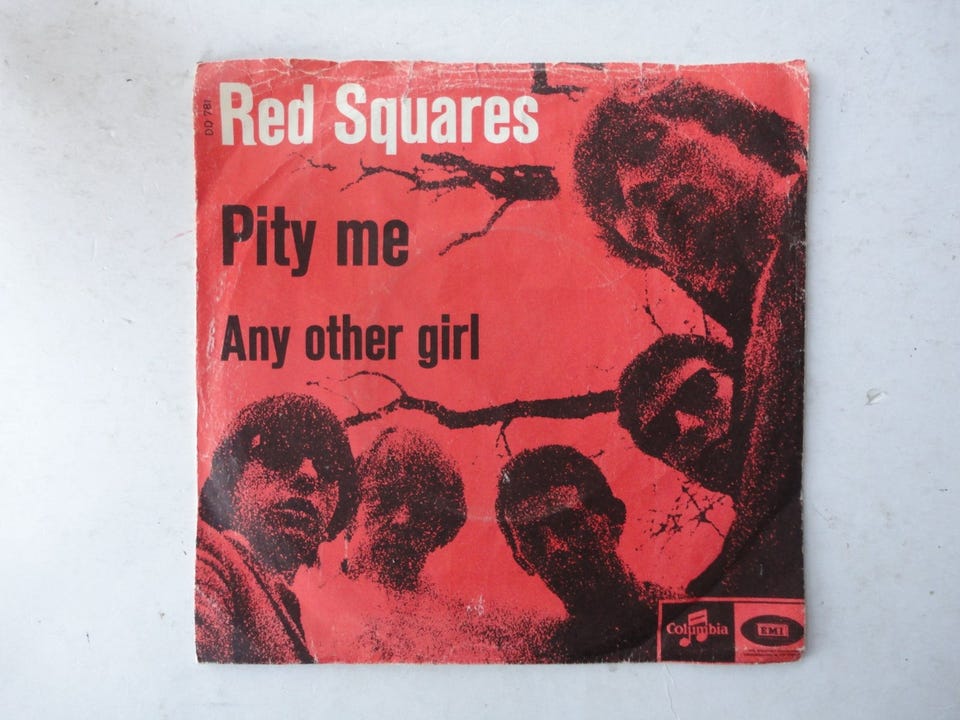 DD 781
Red Squares
Pity me
Any other girl
Columbia
EMI